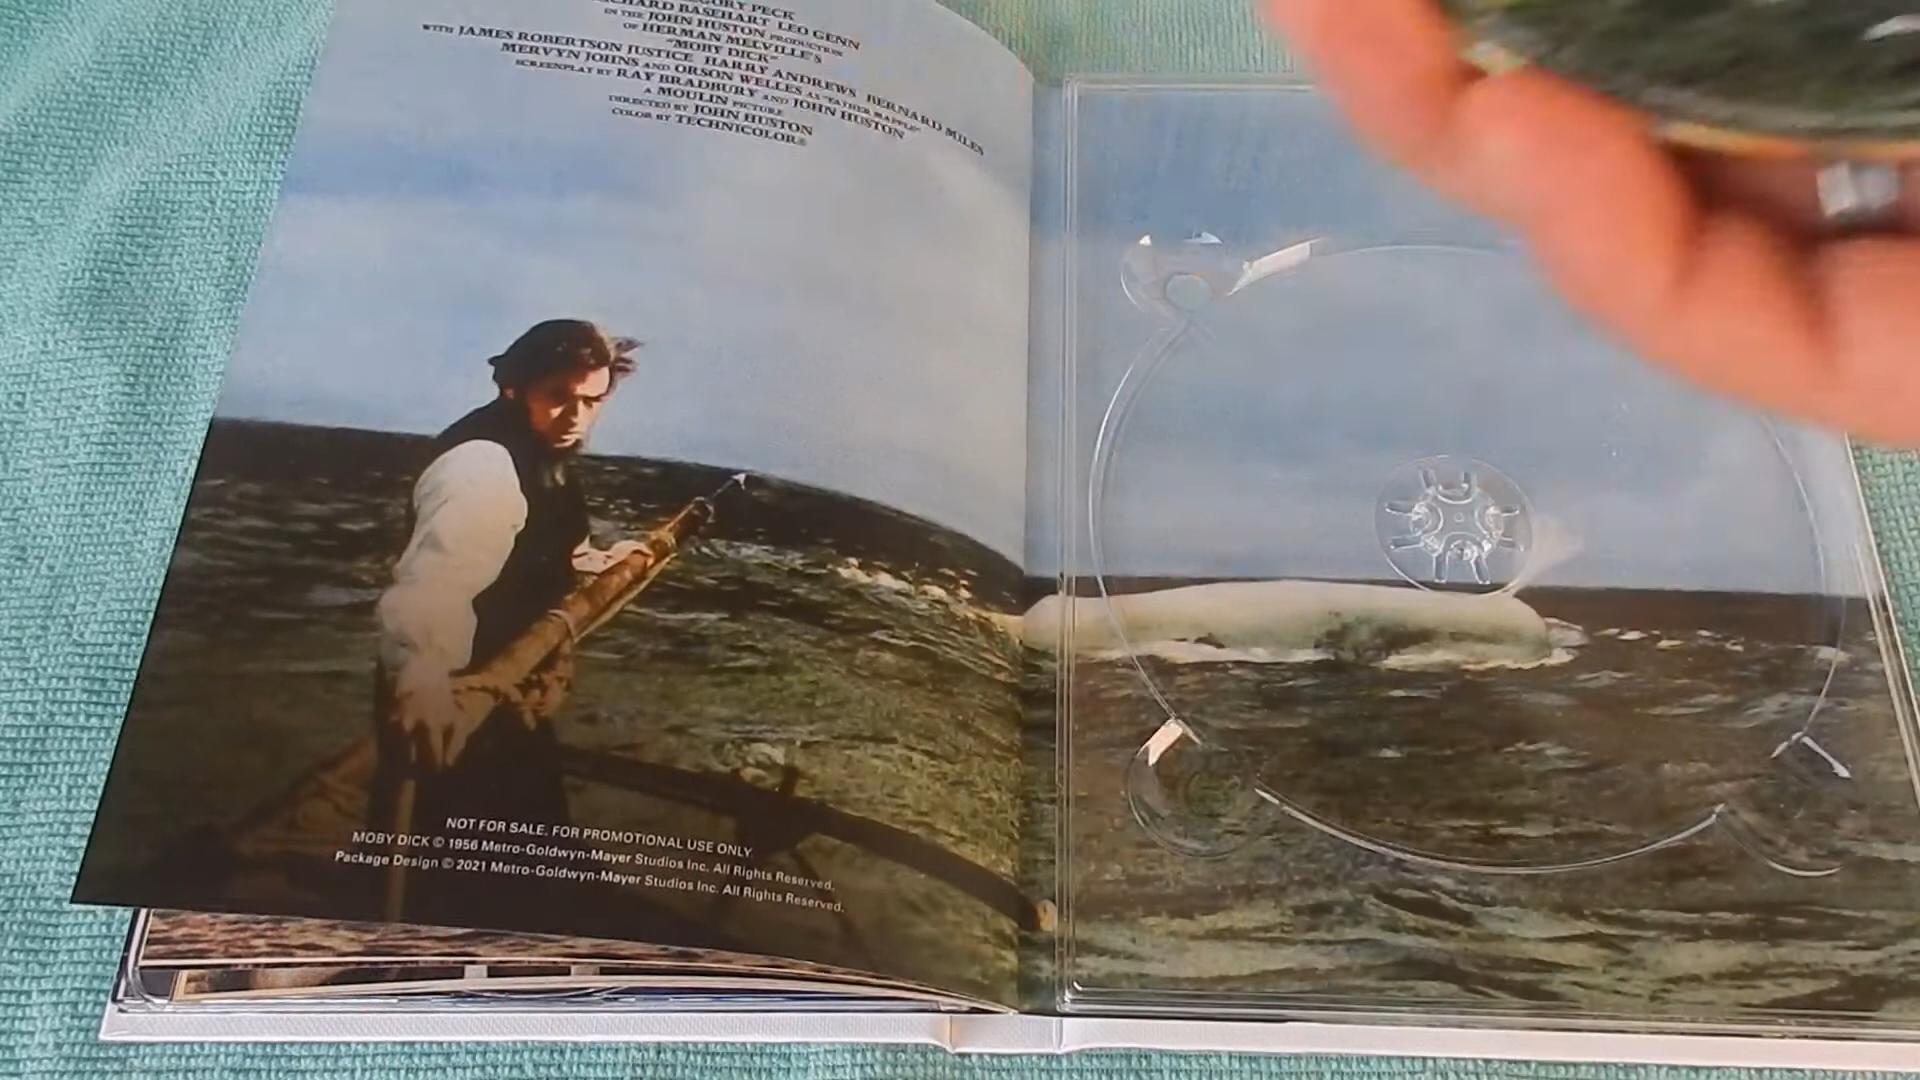 GORY PECK
RICHARD BASEHART LEO GENN
IN THE JOHN HUSTON PRODUCTION
OF HERMAN MELVILLE'S
"MOBY DICK"
WITH JAMES ROBERTSON JUSTICE HARRY ANDREWS BERNARD MILES
MERVYN JOHNS AND ORSON WELLES AS "FATHER MAPPLE"
SCREENPLAY BY RAY BRADBURY AND JOHN HUSTON
A MOULIN PICTURE
DIRECTED BY JOHN HUSTON
COLOR BY TECHNICOLOR®
NOT FOR SALE. FOR PROMOTIONAL USE ONLY.
MOBY DICK © 1956 Metro-Goldwyn-Mayer Studios Inc. All Rights Reserved.
Package Design © 2021 Metro-Goldwyn-Mayer Studios Inc. All Rights Reserved.